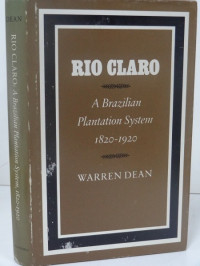 DEAN RIO CLARO: A Brazilian Plantation System, 1820-1920
RIO CLARO
A Brazilian
Plantation System
1820-1920
WARREN DEAN